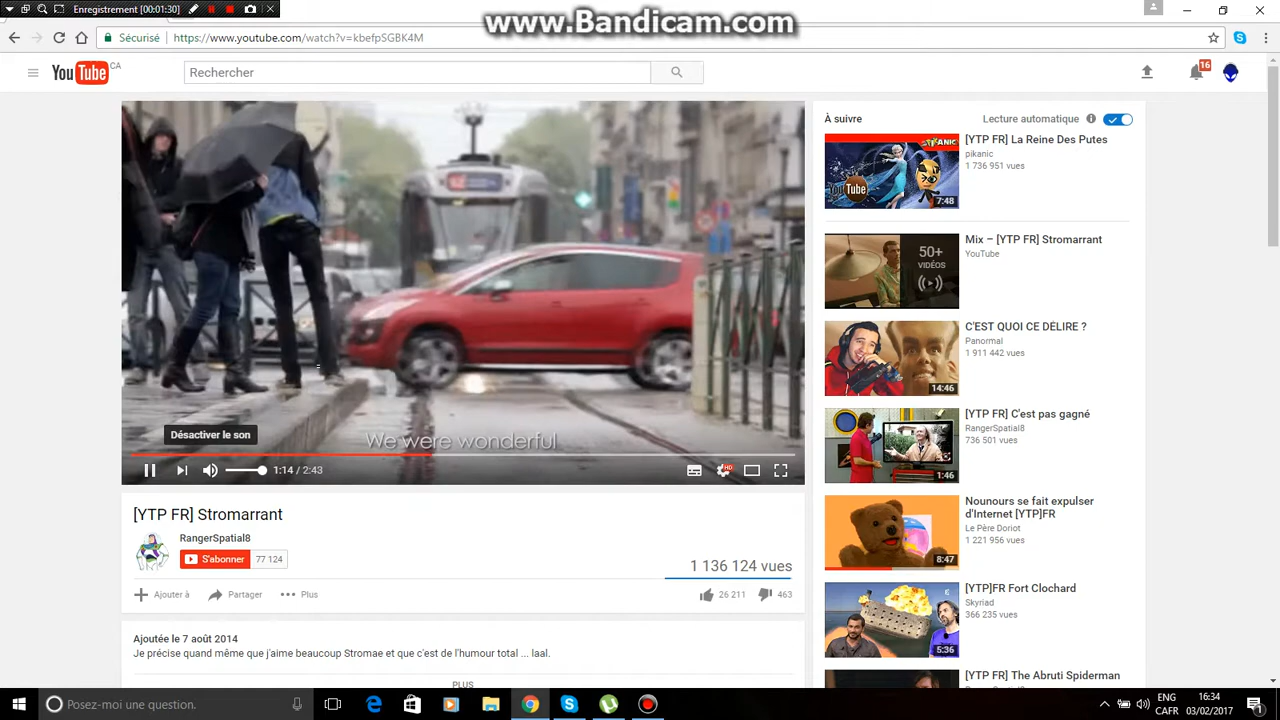 Enregistrement [00:01:30]
www.Bandicam.com
Sécurisé
https://www.youtube.com/watch?v=kbefpSGBK4M
YouTube CA
Rechercher
16
We were wonderful
Désactiver le son
1:14 / 2:43
HD
[YTP FR] Stromarrant
RangerSpatial8
S'abonner 77 124
1 136 124 vues
Ajouter à Partager Plus
26 211 463
Ajoutée le 7 août 2014
Je précise quand même que j'aime beaucoup Stromae et que c'est de l'humour total ... laal.
PLUS
À suivre
Lecture automatique
PIKANIC
YouTube
7:48
[YTP] La Reine Des Putes
pikanic
1 736 951 vues
50+
VIDÉOS
Mix – [YTP FR] Stromarrant
YouTube
14:46
C'EST QUOI CE DÉLIRE ?
Panormal
1 911 442 vues
1:46
[YTP FR] C'est pas gagné
RangerSpatial8
736 501 vues
8:47
Nounours se fait expulser
d'Internet [YTP]FR
Le Père Doriot
1 221 956 vues
5:36
[YTP]FR Fort Clochard
Skyriad
366 235 vues
[YTP FR] The Abruti Spiderman
Posez-moi une question.
ENG
CAFR
16:34
03/02/2017
1